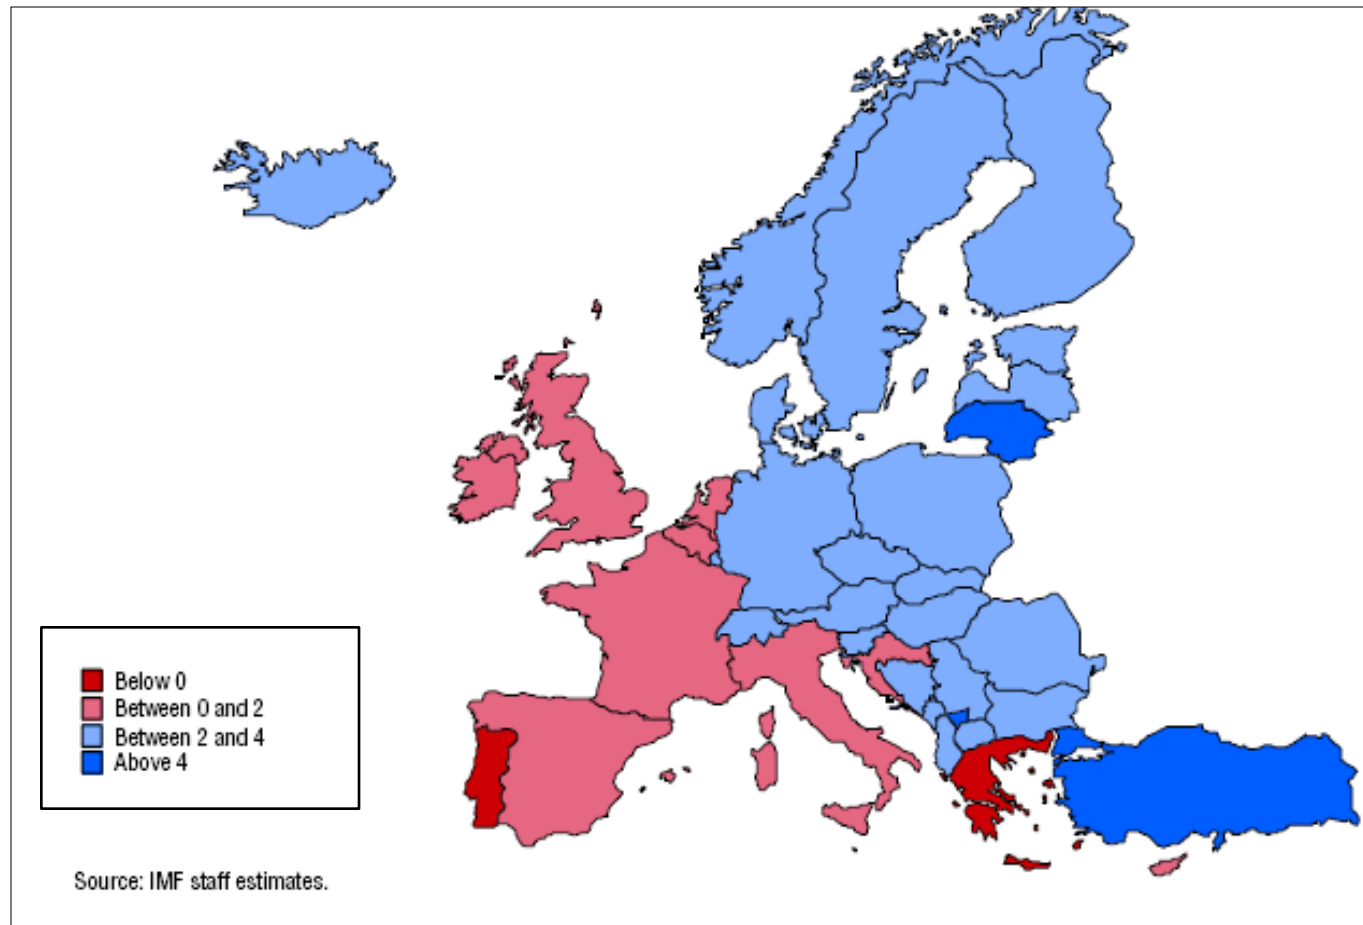 Below 0
Between 0 and 2
Between 2 and 4
Above 4
Source: IMF staff estimates.